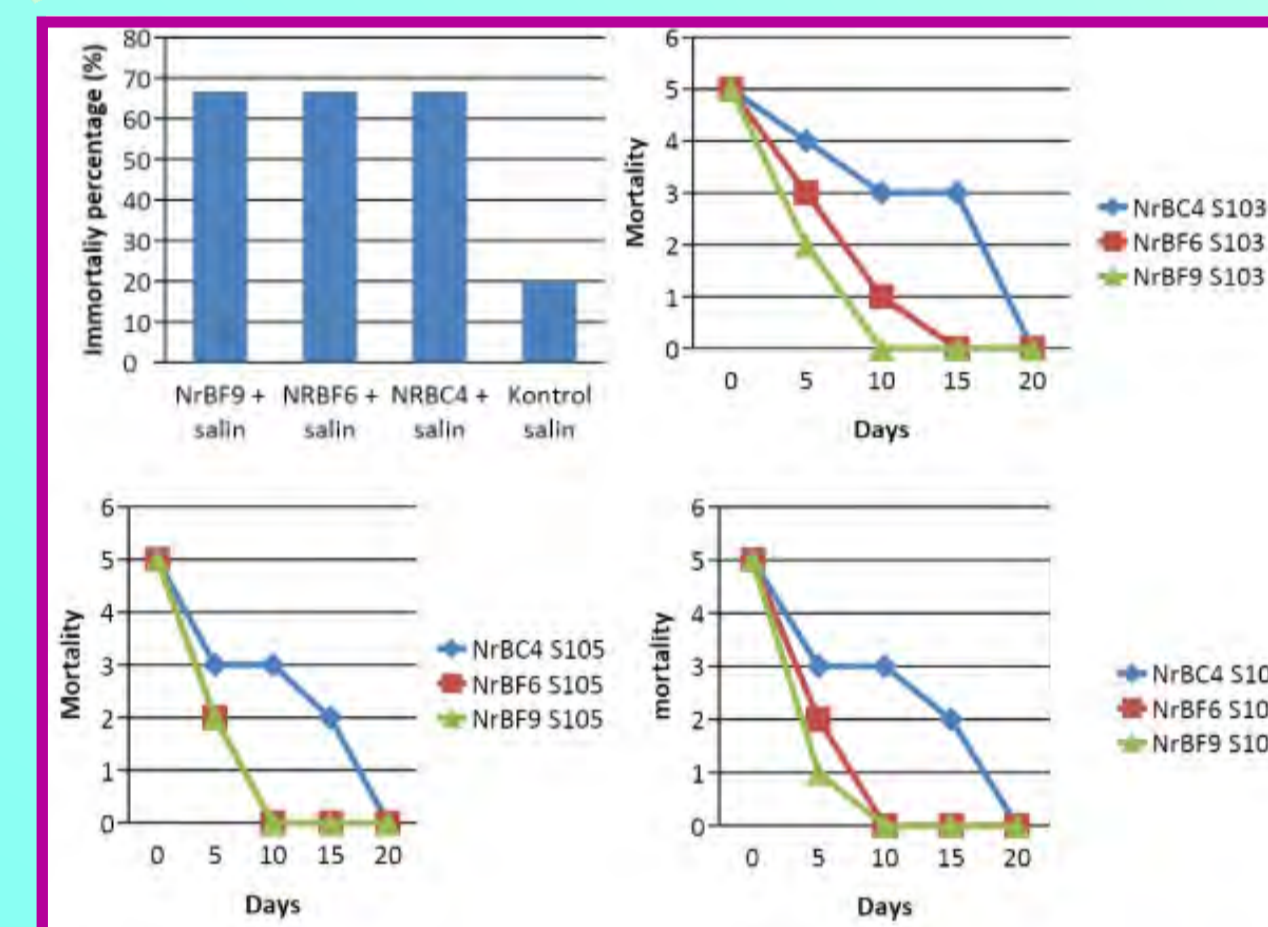 Immortaliy percentage (%)
80
70
60
50
40
30
20
10
0
NrBF9 + salin
NRBF6 + salin
NRBC4 + salin
Kontrol salin
Mortality
6
5
4
3
2
1
0
0 5 10 15 20
Days
NrBC4 S103
NrBF6 S103
NrBF9 S103
Mortality
6
5
4
3
2
1
0
0 5 10 15 20
Days
NrBC4 S105
NrBF6 S105
NrBF9 S105
mortality
6
5
4
3
2
1
0
0 5 10 15 20
Days
NrBC4
NrBF6
NrBF9